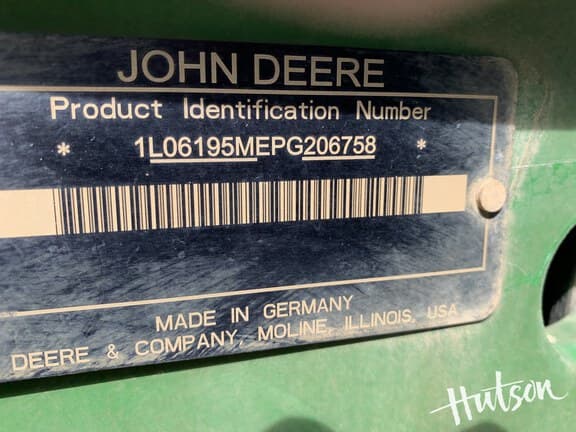 JOHN DEERE
Product Identification Number
* 1L06195MEPG206758 *
MADE IN GERMANY
DEERE & COMPANY, MOLINE, ILLINOIS, USA
Hutson